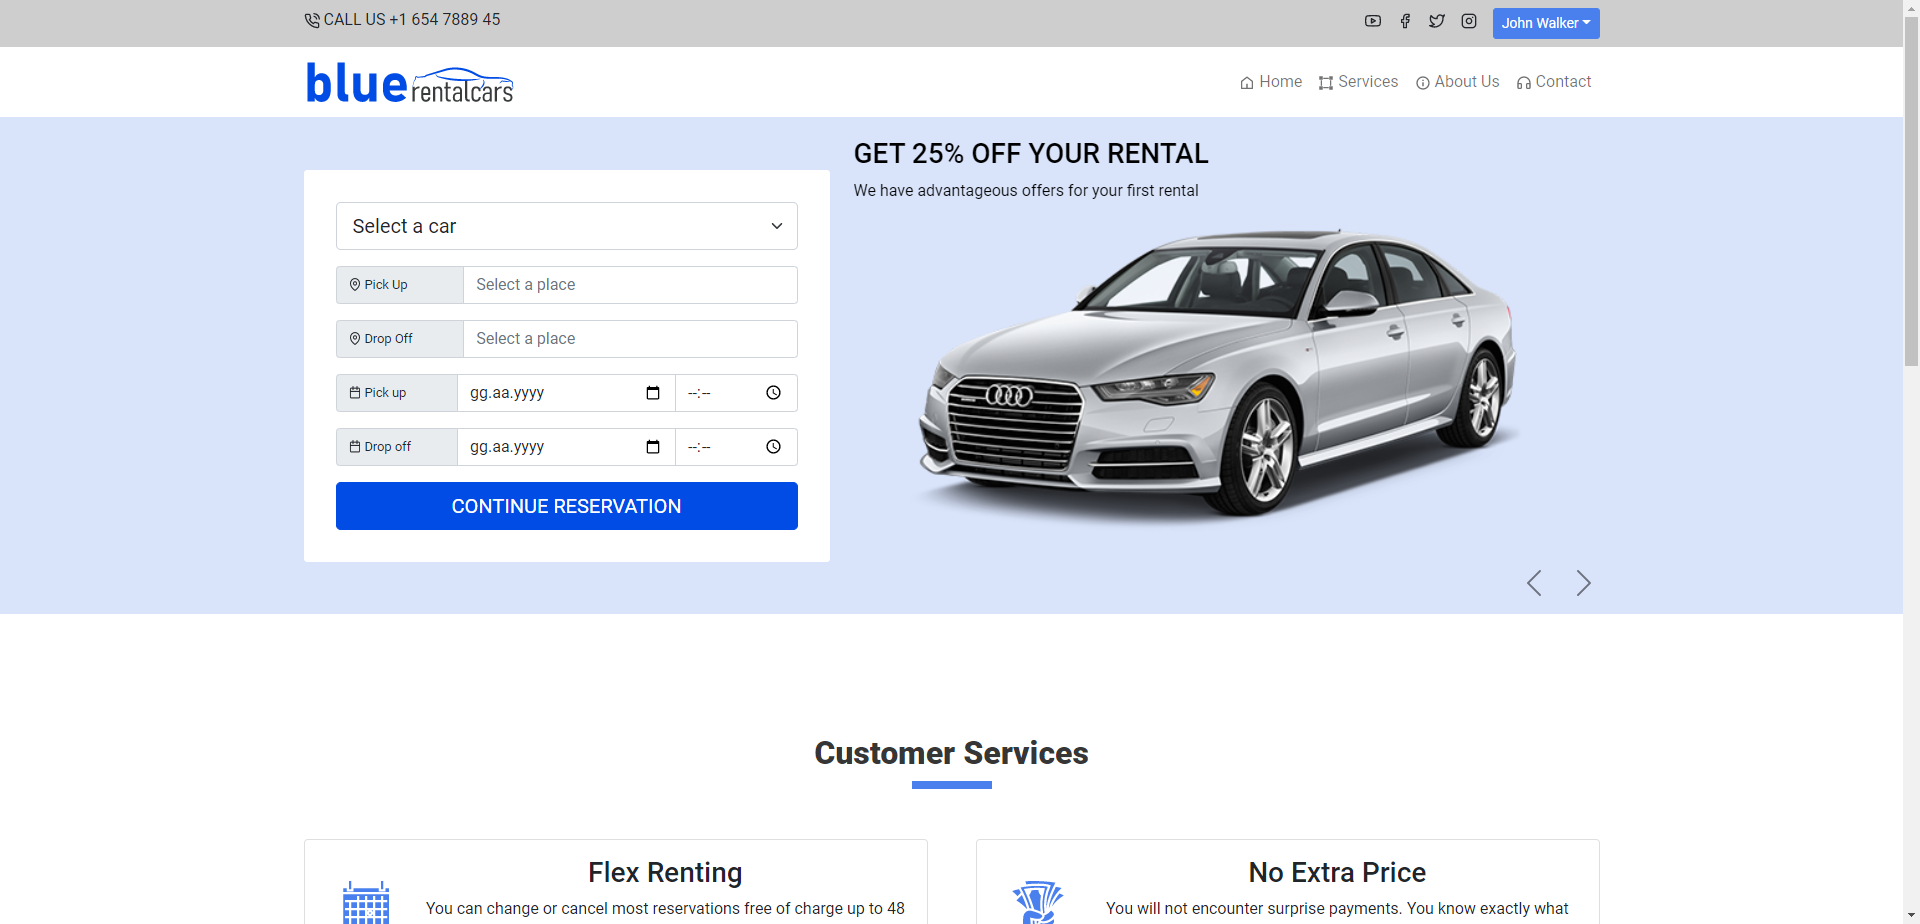 CALL US +1 654 7889 45
John Walker
blue rentalcars
Home
Services
About Us
Contact
GET 25% OFF YOUR RENTAL
We have advantageous offers for your first rental
Select a car
Pick Up
Select a place
Drop Off
Select a place
Pick up
gg.aa.yyyy
--:--
Drop off
gg.aa.yyyy
--:--
CONTINUE RESERVATION
Customer Services
Flex Renting
You can change or cancel most reservations free of charge up to 48
No Extra Price
You will not encounter surprise payments. You know exactly what